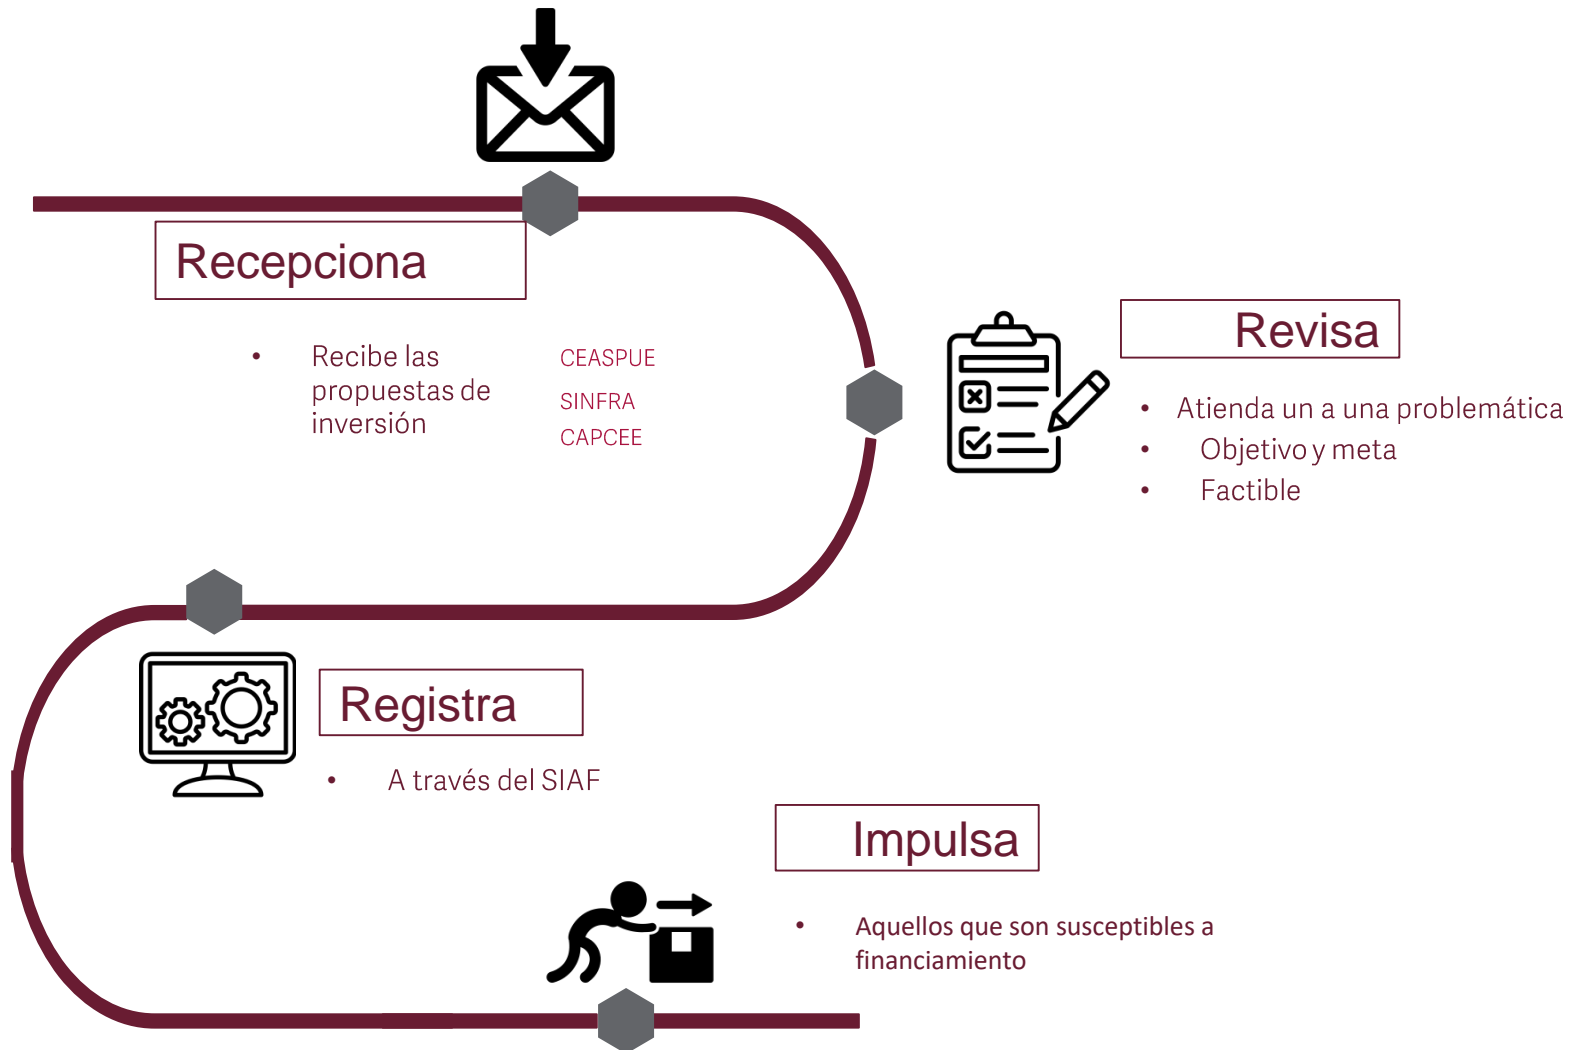 Recepciona
• Recibe las
propuestas de
inversión
CEASPUE
SINFRA
CAPCEE
Revisa
• Atienda un a una problemática
• Objetivo y meta
• Factible
Registra
• A través del SIAF
Impulsa
• Aquellos que son susceptibles a
financiamiento